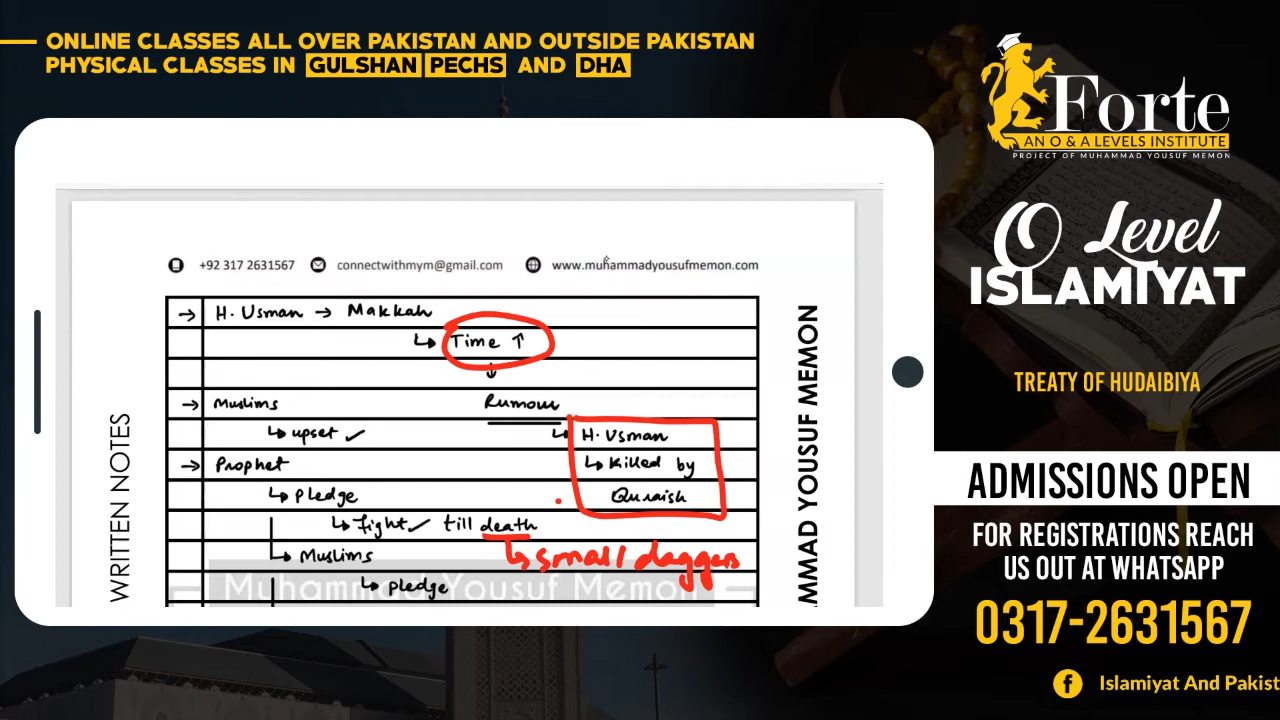 ONLINE CLASSES ALL OVER PAKISTAN AND OUTSIDE PAKISTAN
PHYSICAL CLASSES IN GULSHAN PECHS AND DHA
Forte
AN O & A LEVELS INSTITUTE
PROJECT OF MUHAMMAD YOUSUF MEMON
O Level
ISLAMIYAT
TREATY OF HUDAIBIYA
ADMISSIONS OPEN
FOR REGISTRATIONS REACH
US OUT AT WHATSAPP
0317-2631567
f Islamiyat And Pakist
+92 317 2631567 connectwithmym@gmail.com www.muhammadyousufmemon.com
→ H. Usman → Makkah
↳ Time ↑
↓
→ Muslims Rumour
↳ upset ✓ ↳ H. Usman
→ Prophet ↳ Killed by
↳ Pledge Quraish
↳ fight ✓ till death
↳ Muslims ↳ small daggers
↳ pledge
Muhammad Yousuf Memon
WRITTEN NOTES
MMAD YOUSUF MEMON